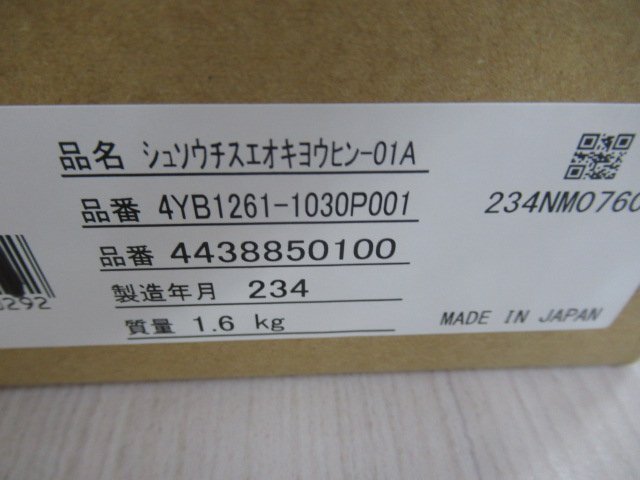 品名 シュソウチスエオキヨウヒン-01A
品番 4YB1261-1030P001
234NM0760
品番 4438850100
製造年月 234
質量 1.6 kg
MADE IN JAPAN
292